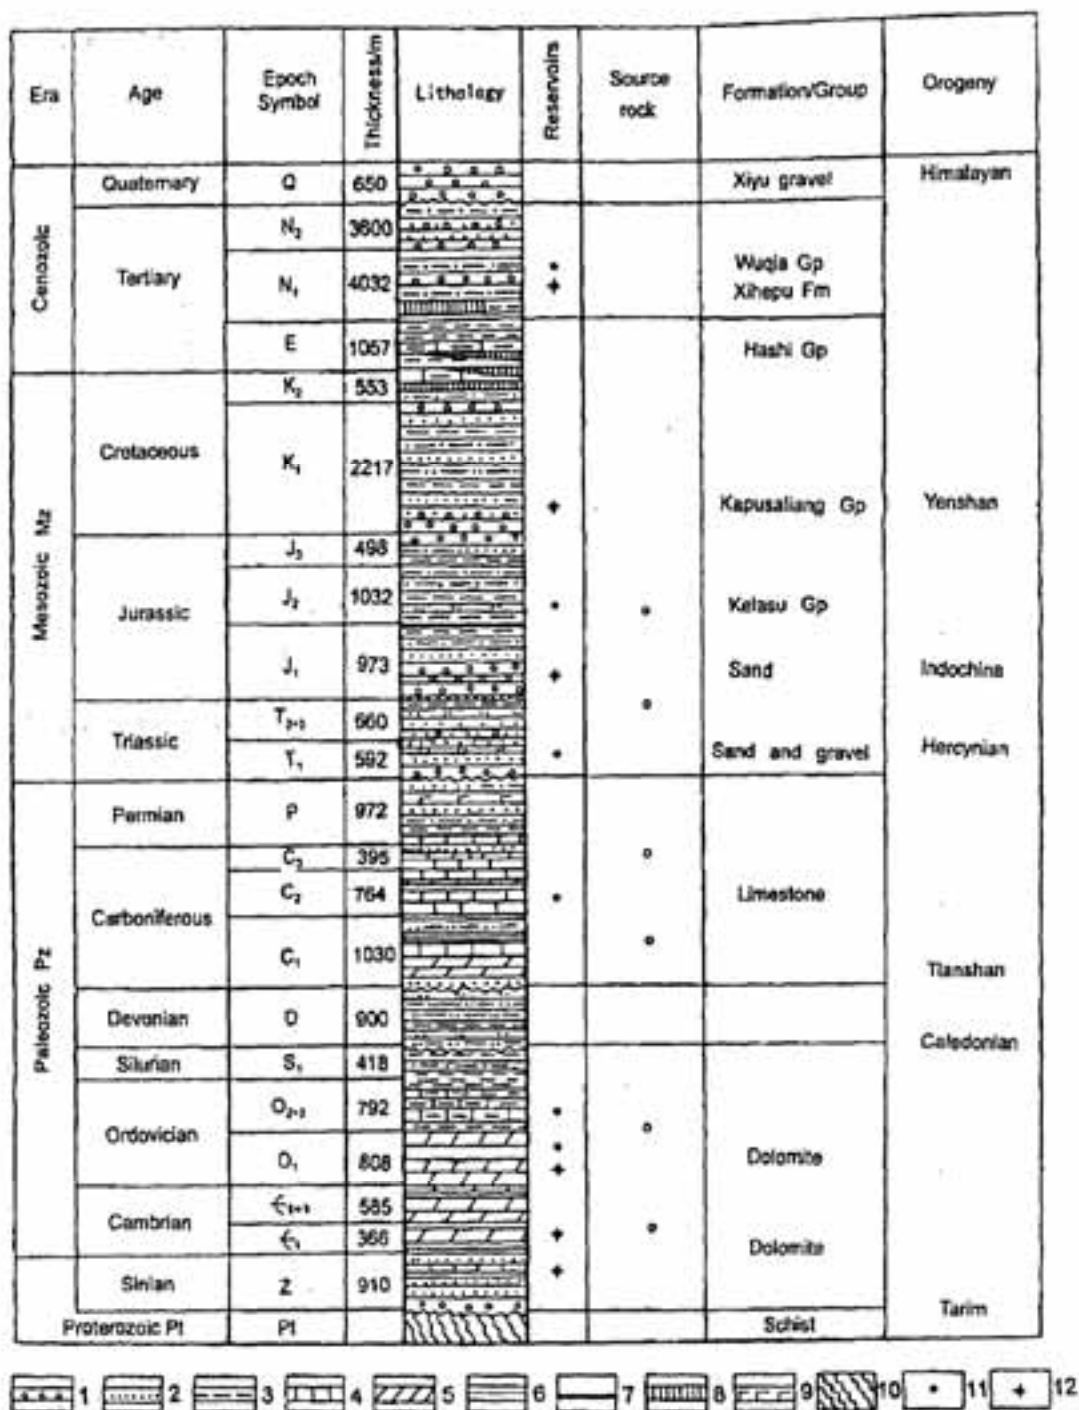 Era Age Epoch Symbol Thickness/m Lithology Reservoirs Source rock Formation/Group Orogeny
Cenozoic
Quaternary Q 650 Xiyu gravel Himalayan
Tertiary
N₂ 3600
N₁ 4032 Wuqia Gp
Xihepu Fm
E 1057 Hashi Gp
Mesozoic Mz
K₂ 553
Cretaceous
K₁ 2217 Kapusaliang Gp Yenshan
J₃ 498
Jurassic
J₂ 1032 Kelasu Gp
J₁ 973 Sand Indochina
Triassic
T₂₊₃ 660
T₁ 592 Sand and gravel Hercynian
Paleozoic Pz
Permian P 972
C₃ 395
Carboniferous
C₂ 764 Limestone
C₁ 1030 Tianshan
Devonian D 900 Caledonian
Silurian S₁ 418
Ordovician
O₂₊₃ 792
O₁ 808 Dolomite
Cambrian
Є₂₊₃ 585
Є₁ 366 Dolomite
Sinian Z 910 Tarim
Proterozoic Pt Pt Schist
1 2 3 4 5 6 7 8 9 10 11 12